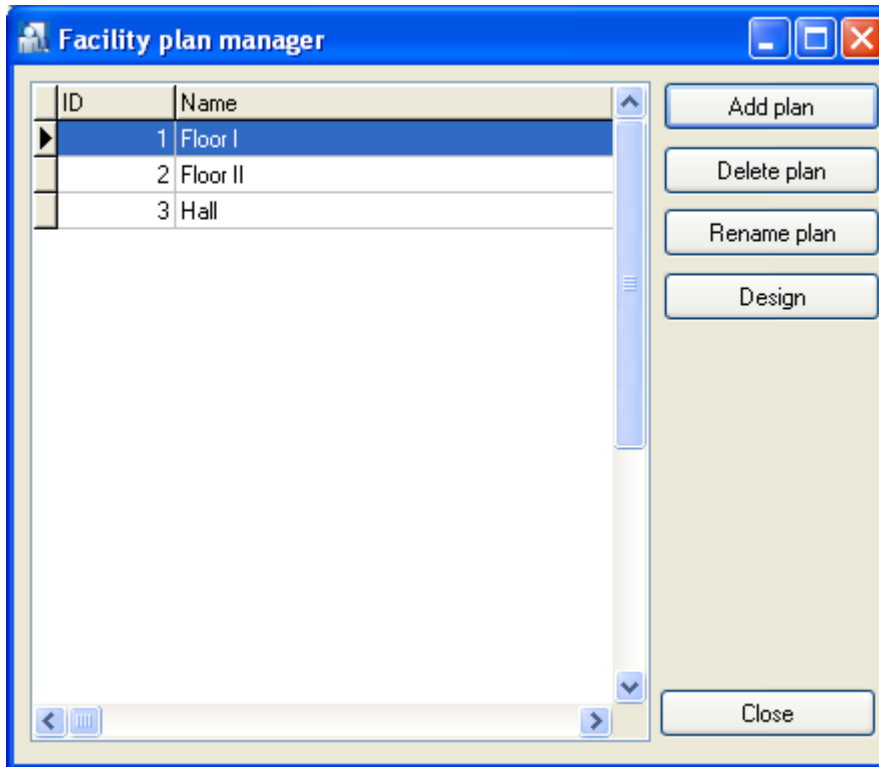 Facility plan manager
ID Name
1 Floor I
2 Floor II
3 Hall
Add plan
Delete plan
Rename plan
Design
Close